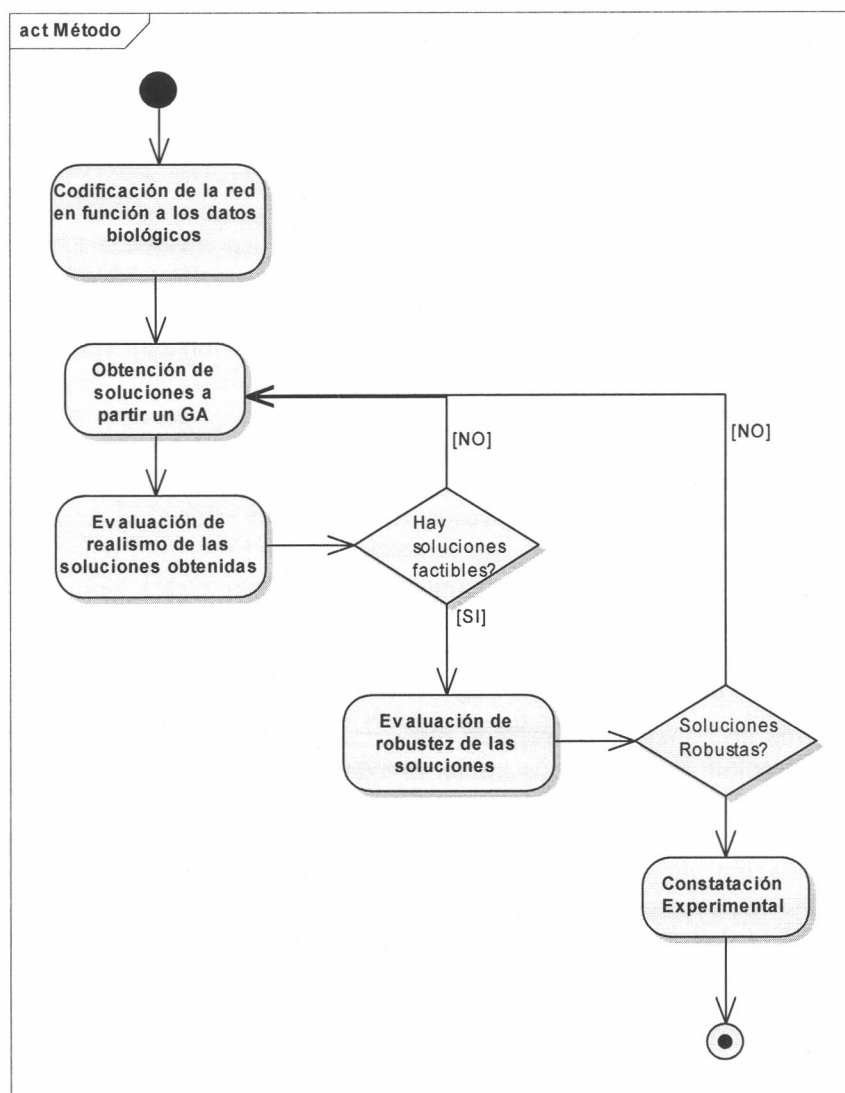 act Método
Codificación de la red
en función a los datos
biológicos
Obtención de
soluciones a
partir un GA
[NO]
[NO]
Evaluación de
realismo de las
soluciones obtenidas
Hay
soluciones
factibles?
[SI]
Evaluación de
robustez de las
soluciones
Soluciones
Robustas?
Constatación
Experimental